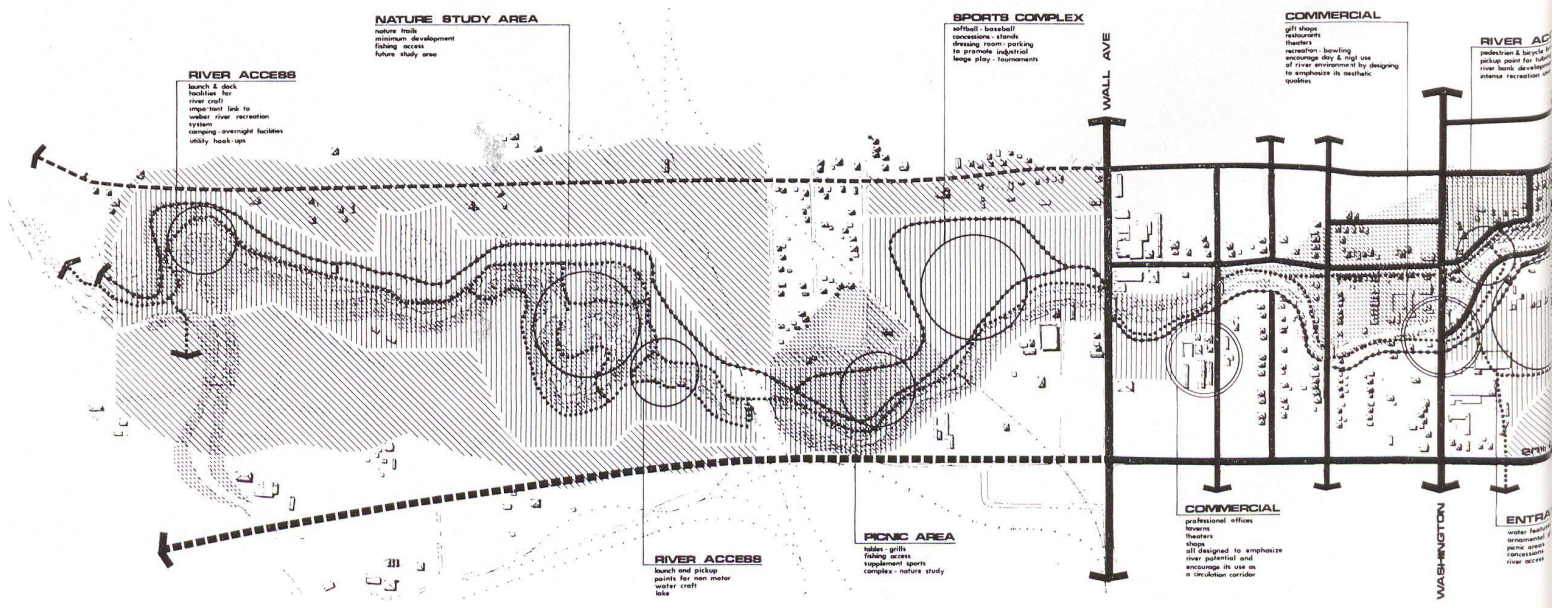 NATURE STUDY AREA
nature trails
minimum development
fishing access
future study area
SPORTS COMPLEX
softball - baseball
concessions - stands
dressing room - parking
to promote industrial
leage play - tournaments
COMMERCIAL
gift shops
restaurants
theaters
recreation - bowling
encourage day & nigt use
of river environment by designing
to emphasize its aesthetic
qualities
RIVER
pedestrian & bicycle
pickup point for
river bank
intense recreation
RIVER ACCESS
launch & dock
facilities for
river craft
important link to
weber river recreation
system
camping - overnight facilities
utility hook-ups
WALL AVE
RIVER ACCESS
launch and pickup
points for non motor
water craft
lake
PICNIC AREA
tables - grills
fishing access
supplement sports
complex - nature study
COMMERCIAL
professional offices
taverns
theaters
shops
all designed to emphasize
river potential and
encourage its use as
a circulation corridor
WASHINGTON
ENTRA
water
ornamental
picnic areas
concessions
river access